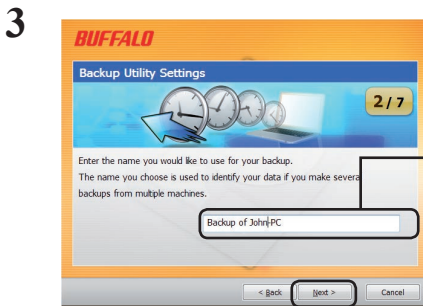 3
BUFFALO
Backup Utility Settings
2 / 7
Enter the name you would like to use for your backup.
The name you choose is used to identify your data if you make severa
backups from multiple machines.
Backup of John-PC
< Back
Next >
Cancel